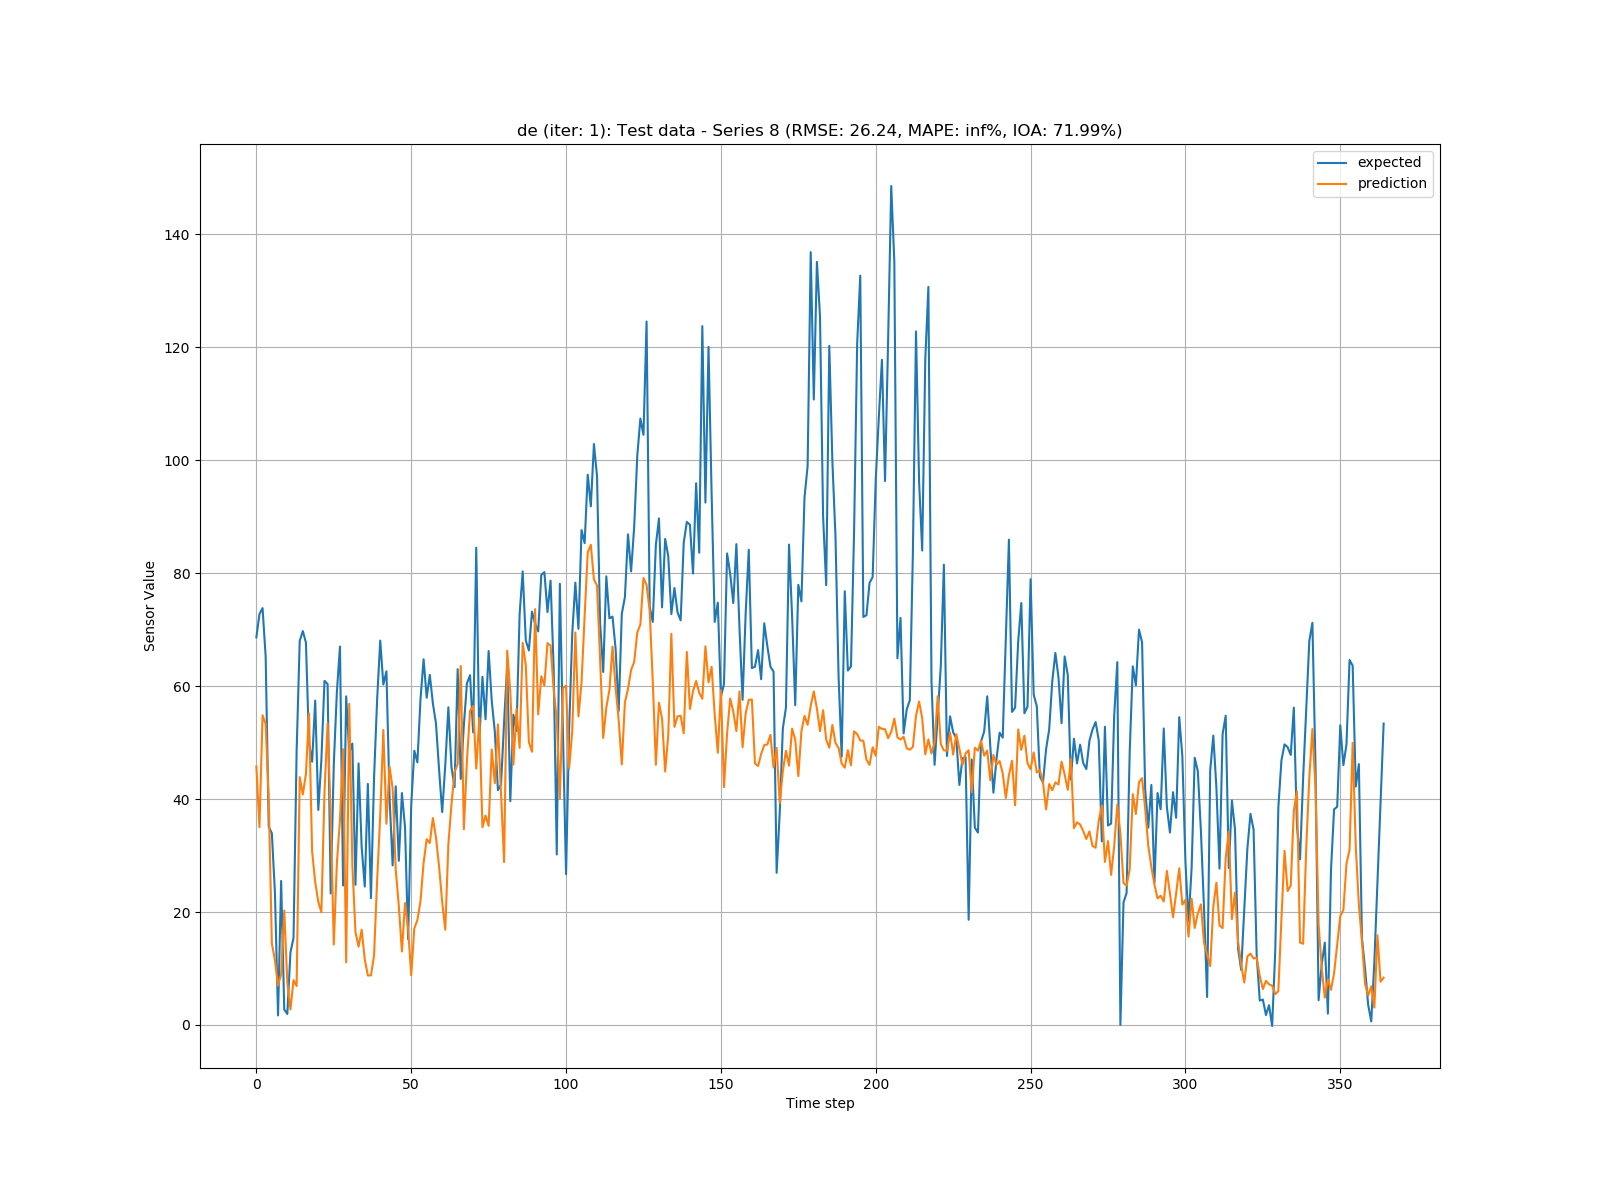 de (iter: 1): Test data - Series 8 (RMSE: 26.24, MAPE: inf%, IOA: 71.99%)
expected
prediction
Sensor Value
140
120
100
80
60
40
20
0
0 50 100 150 200 250 300 350
Time step